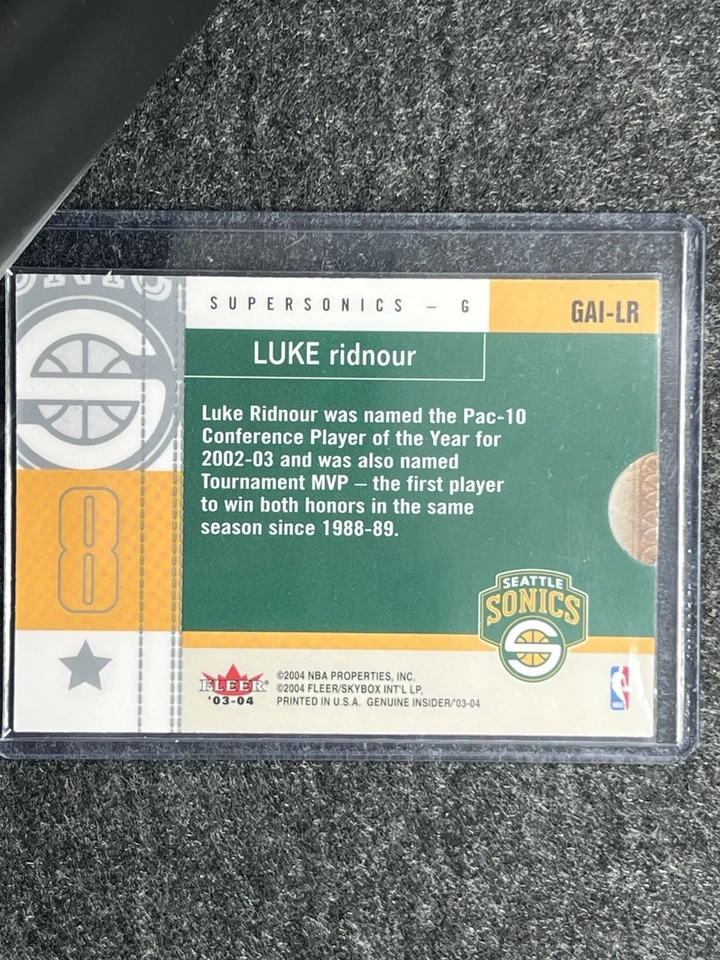 SUPERSONICS – G
GAI-LR
LUKE ridnour
Luke Ridnour was named the Pac-10
Conference Player of the Year for
2002-03 and was also named
Tournament MVP – the first player
to win both honors in the same
season since 1988-89.
8
SEATTLE
SONICS
FLEER®
'03-04
©2004 NBA PROPERTIES, INC.
©2004 FLEER/SKYBOX INT'L LP,
PRINTED IN U.S.A. GENUINE INSIDER/'03-04
NBA